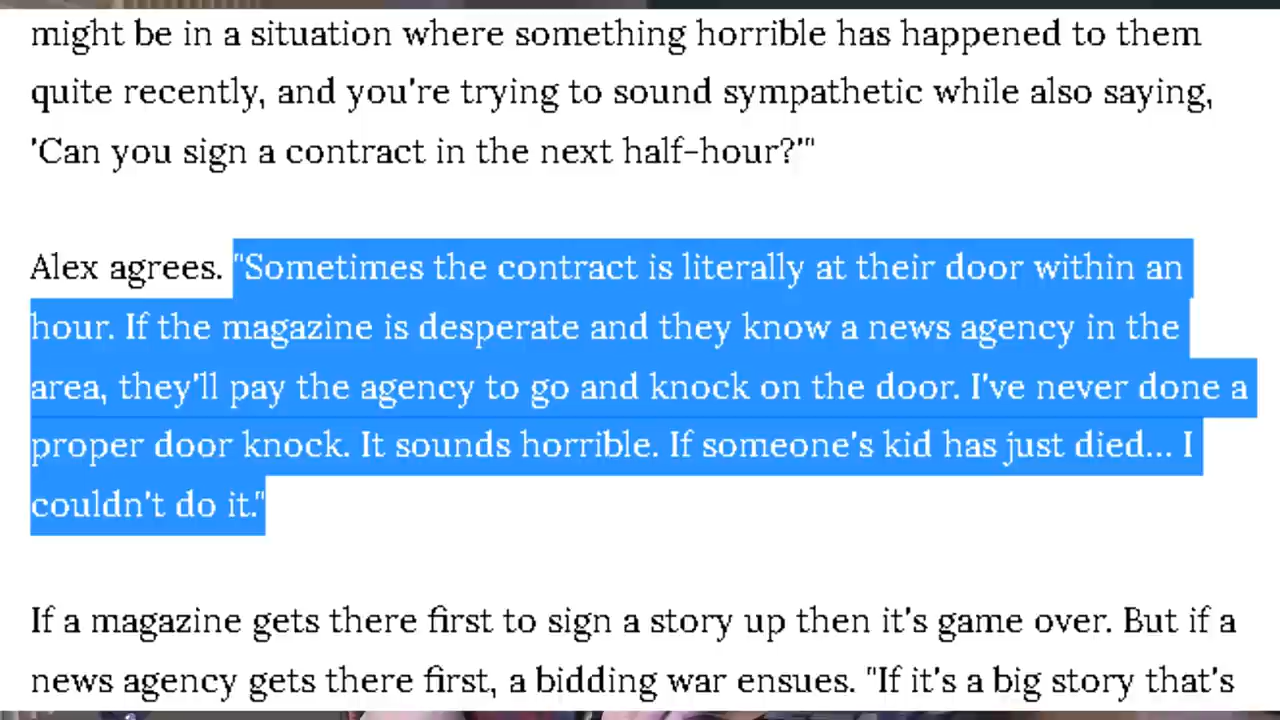 might be in a situation where something horrible has happened to them
quite recently, and you're trying to sound sympathetic while also saying,
'Can you sign a contract in the next half-hour?'"
Alex agrees. "Sometimes the contract is literally at their door within an
hour. If the magazine is desperate and they know a news agency in the
area, they'll pay the agency to go and knock on the door. I've never done a
proper door knock. It sounds horrible. If someone's kid has just died... I
couldn't do it."
If a magazine gets there first to sign a story up then it's game over. But if a
news agency gets there first, a bidding war ensues. "If it's a big story that's